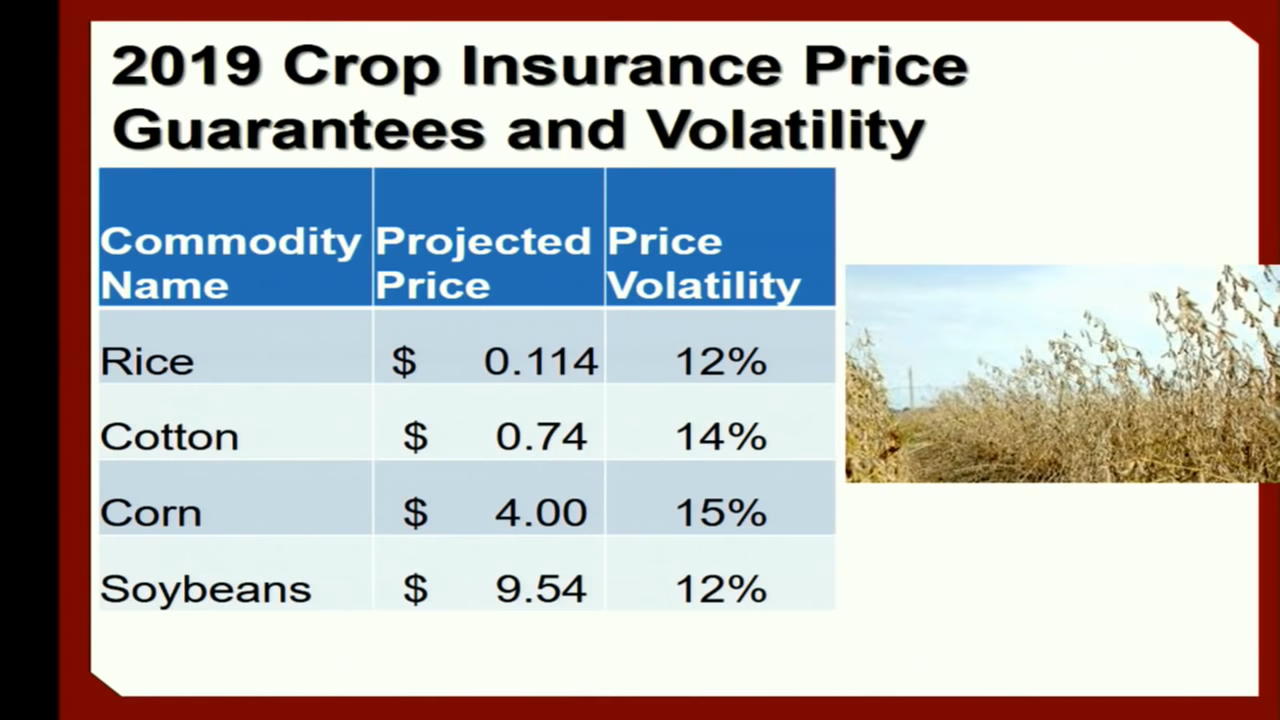 2019 Crop Insurance Price
Guarantees and Volatility
Commodity Name Projected Price Price Volatility
Rice $ 0.114 12%
Cotton $ 0.74 14%
Corn $ 4.00 15%
Soybeans $ 9.54 12%